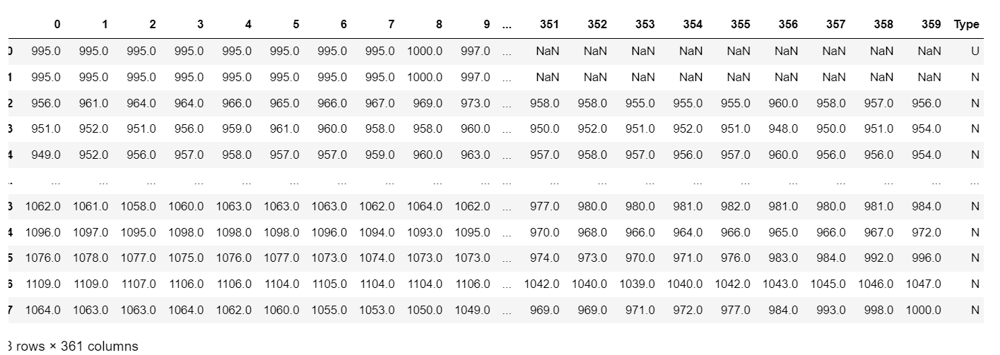 0 1 2 3 4 5 6 7 8 9 ... 351 352 353 354 355 356 357 358 359 Type
0 995.0 995.0 995.0 995.0 995.0 995.0 995.0 995.0 1000.0 997.0 ... NaN NaN NaN NaN NaN NaN NaN NaN NaN U
1 995.0 995.0 995.0 995.0 995.0 995.0 995.0 995.0 1000.0 997.0 ... NaN NaN NaN NaN NaN NaN NaN NaN NaN N
2 956.0 961.0 964.0 964.0 966.0 965.0 966.0 967.0 969.0 973.0 ... 958.0 958.0 955.0 955.0 955.0 960.0 958.0 957.0 956.0 N
3 951.0 952.0 951.0 956.0 959.0 961.0 960.0 958.0 958.0 960.0 ... 950.0 952.0 951.0 952.0 951.0 948.0 950.0 951.0 954.0 N
4 949.0 952.0 956.0 957.0 958.0 957.0 957.0 959.0 960.0 963.0 ... 957.0 958.0 957.0 956.0 957.0 960.0 956.0 956.0 954.0 N
.. ... ... ... ... ... ... ... ... ... ... ... ... ... ... ... ... ... ... ... ... ...
3 1062.0 1061.0 1058.0 1060.0 1063.0 1063.0 1063.0 1062.0 1064.0 1062.0 ... 977.0 980.0 980.0 981.0 982.0 981.0 980.0 981.0 984.0 N
4 1096.0 1097.0 1095.0 1098.0 1098.0 1098.0 1096.0 1094.0 1093.0 1095.0 ... 970.0 968.0 966.0 964.0 966.0 965.0 966.0 967.0 972.0 N
5 1076.0 1078.0 1077.0 1075.0 1076.0 1077.0 1073.0 1074.0 1073.0 1073.0 ... 974.0 973.0 970.0 971.0 976.0 983.0 984.0 992.0 996.0 N
6 1109.0 1109.0 1107.0 1106.0 1106.0 1104.0 1105.0 1104.0 1104.0 1106.0 ... 1042.0 1040.0 1039.0 1040.0 1042.0 1043.0 1045.0 1046.0 1047.0 N
7 1064.0 1063.0 1063.0 1064.0 1062.0 1060.0 1055.0 1053.0 1050.0 1049.0 ... 969.0 969.0 971.0 972.0 977.0 984.0 993.0 998.0 1000.0 N
rows × 361 columns